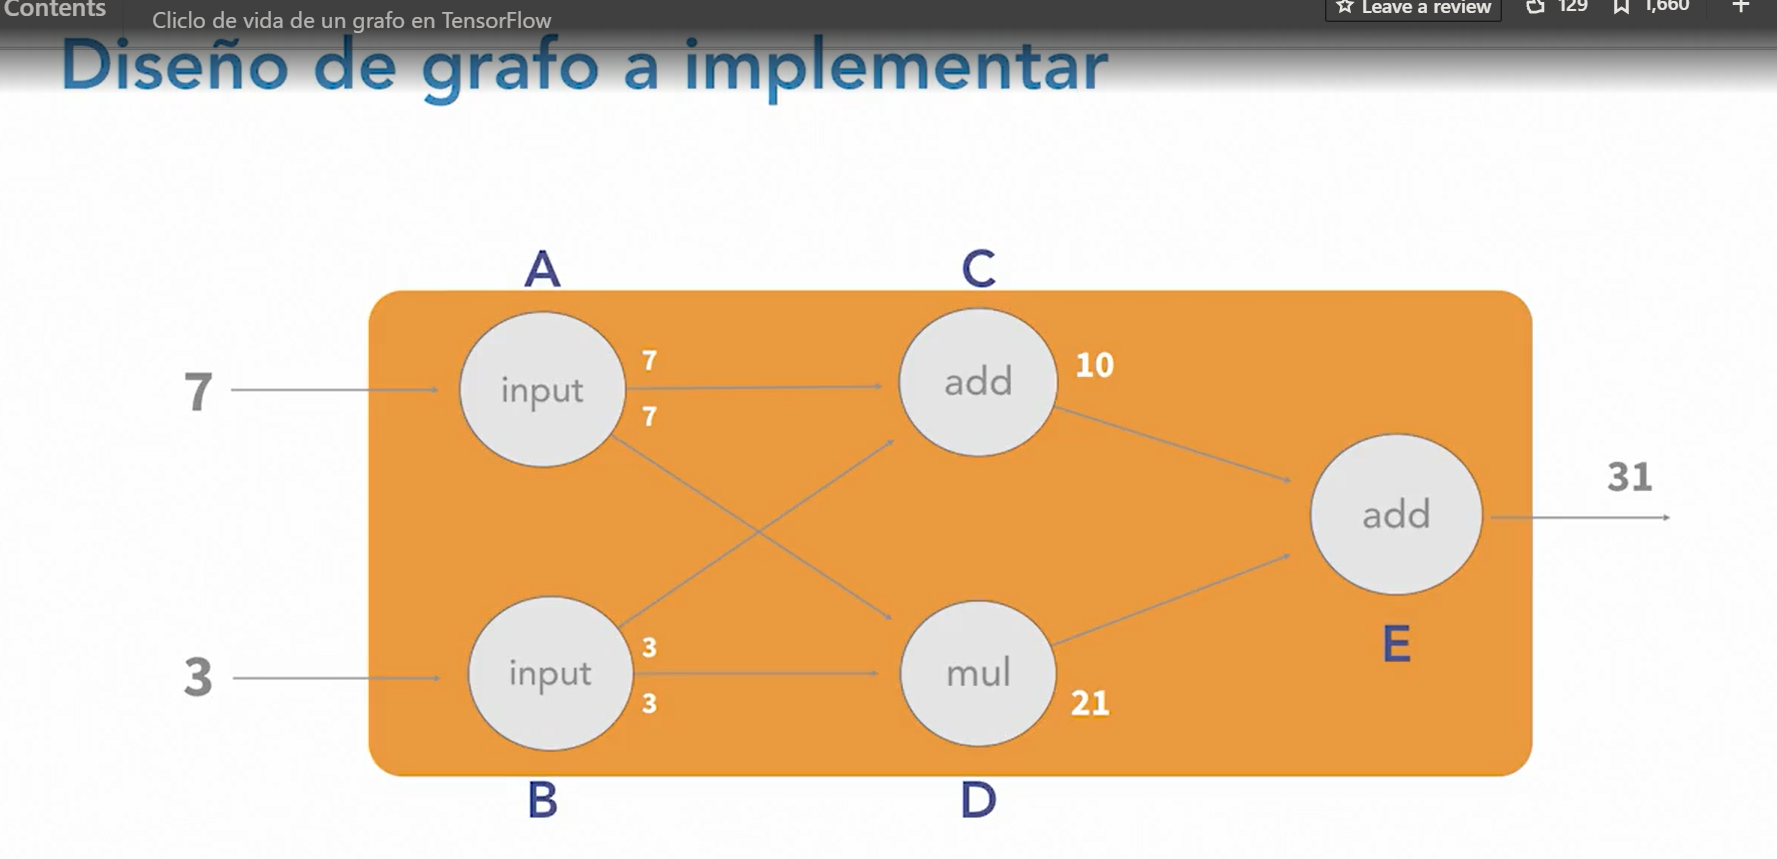 Contents
Cliclo de vida de un grafo en TensorFlow
Leave a review
129
1,660
Diseño de grafo a implementar
A
C
7
input
7
7
add
10
add
31
E
3
input
3
3
mul
21
B
D